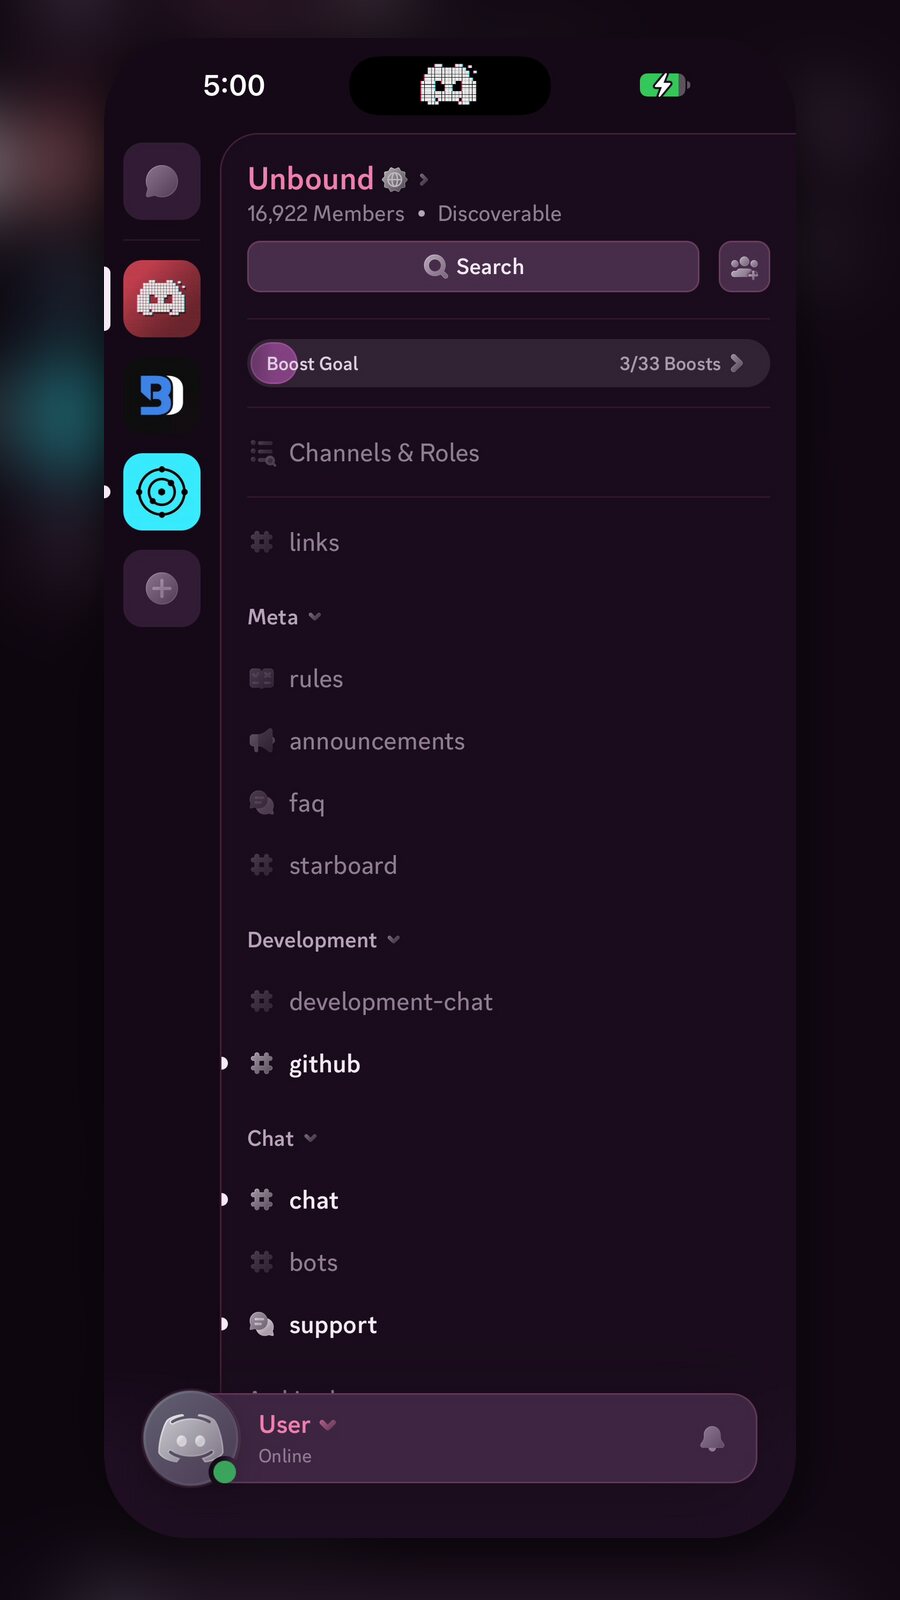 5:00
Unbound
16,922 Members • Discoverable
Search
Boost Goal 3/33 Boosts
Channels & Roles
links
Meta
rules
announcements
faq
starboard
Development
development-chat
github
Chat
chat
bots
support
User
Online